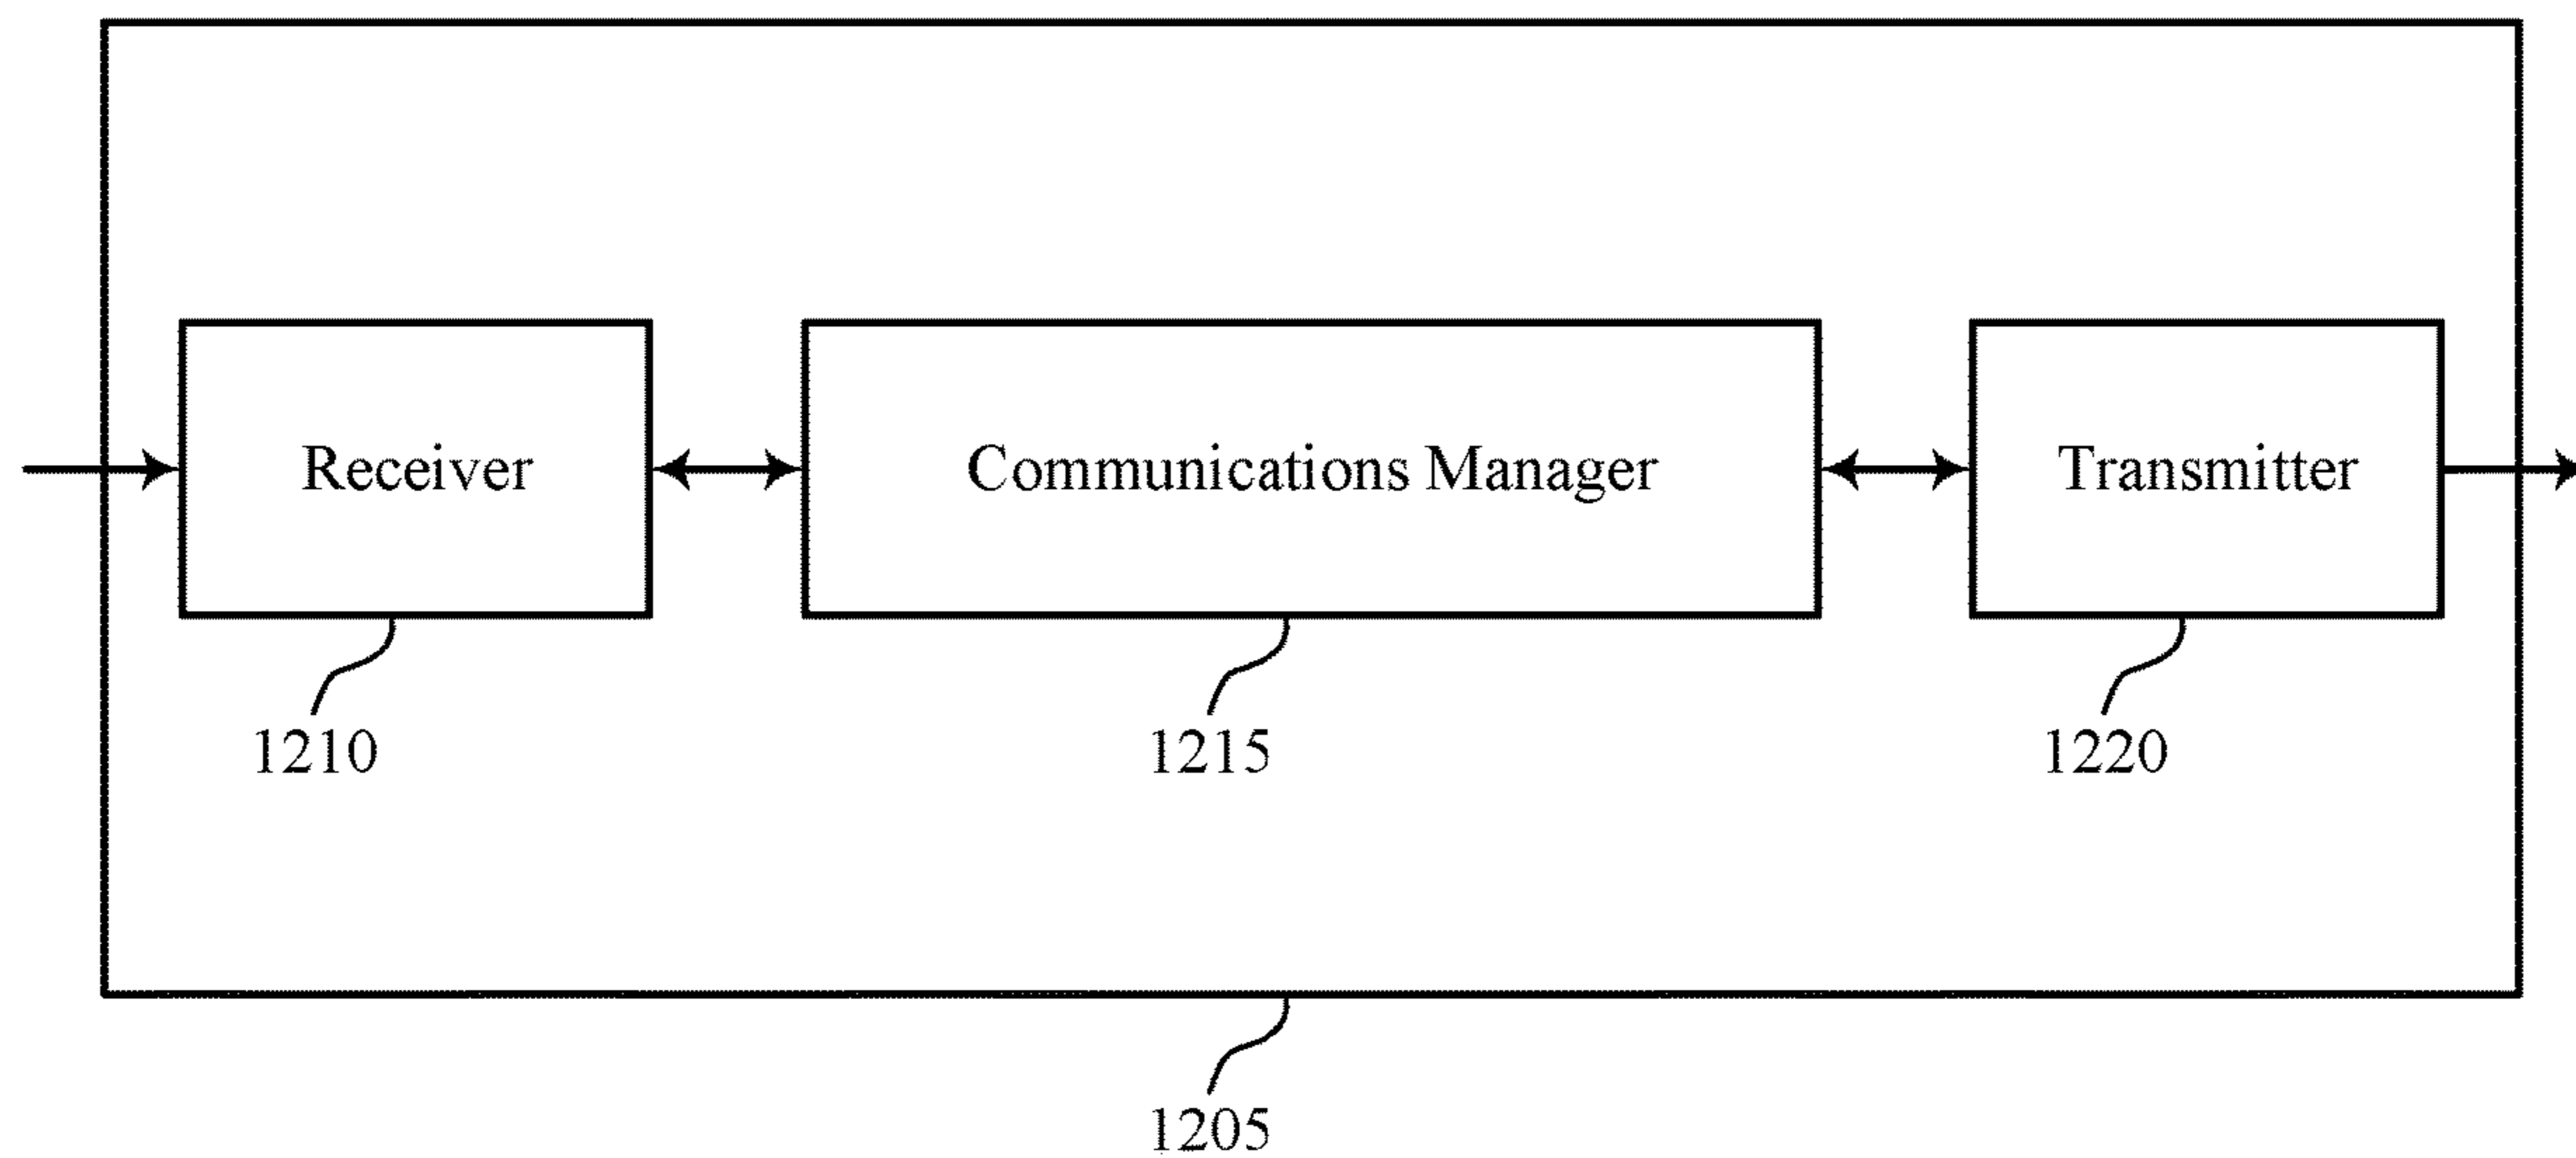 Receiver
Communications Manager
Transmitter
1210
1215
1220
1205